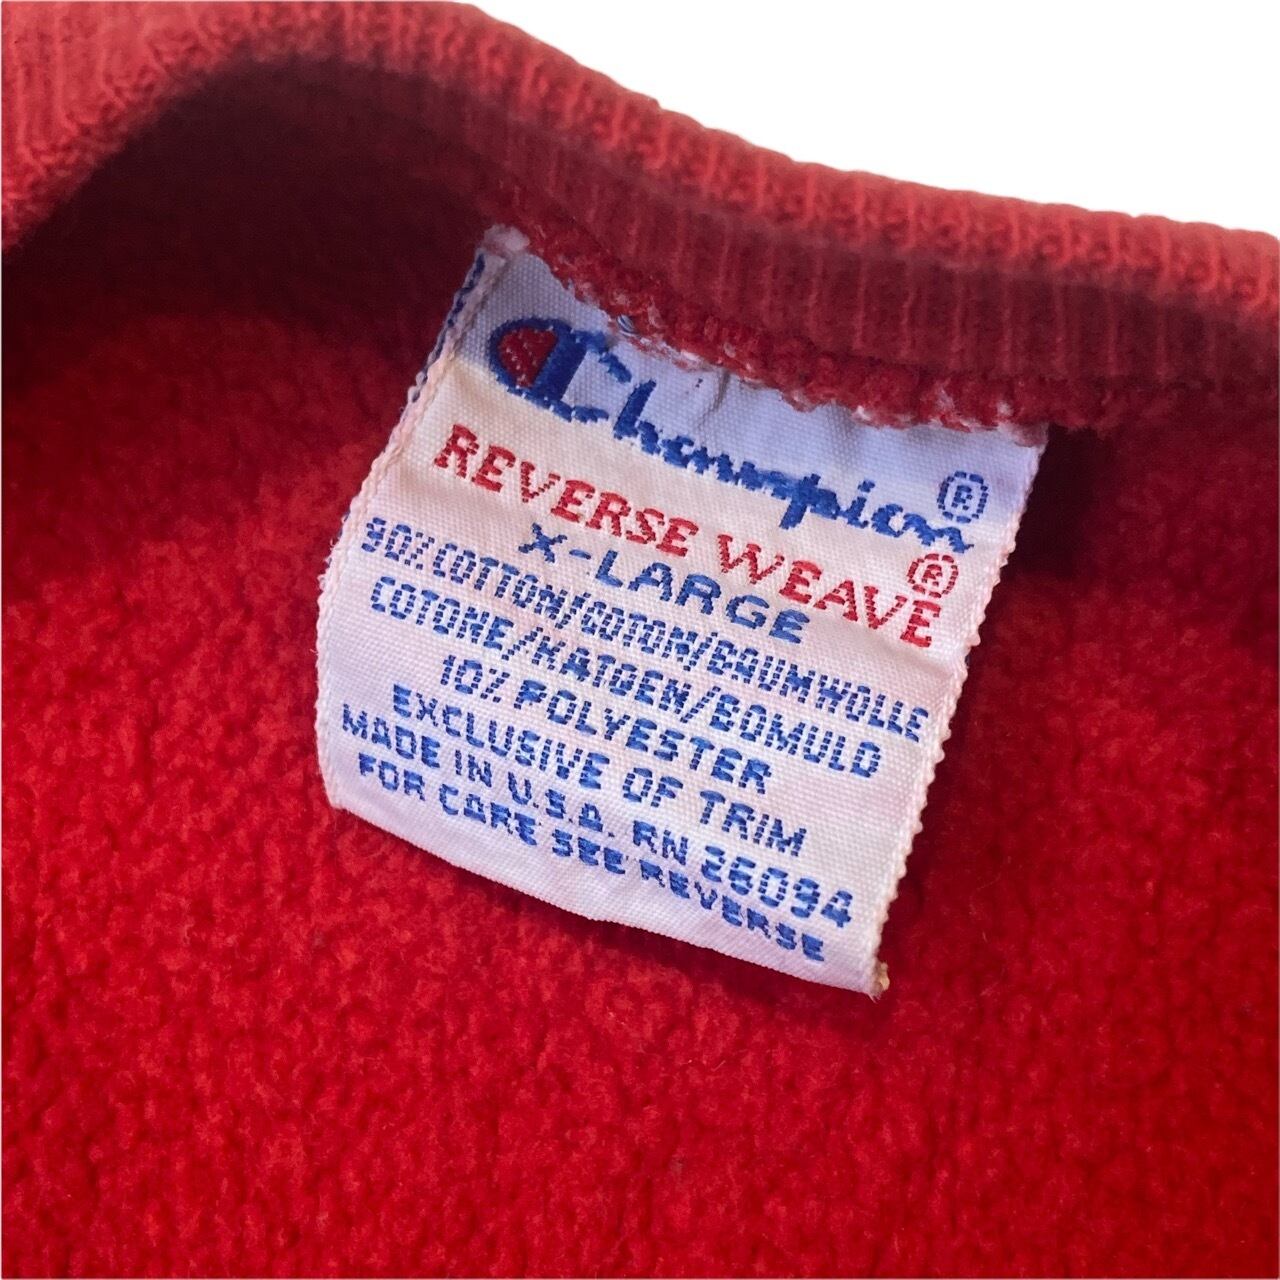 Champion®
REVERSE WEAVE®
X-LARGE
90% COTTON/COTON/BAUMWOLLE
COTONE/KATOEN/BOMULD
10% POLYESTER
EXCLUSIVE OF TRIM
MADE IN U.S.A. RN 26094
FOR CARE SEE REVERSE